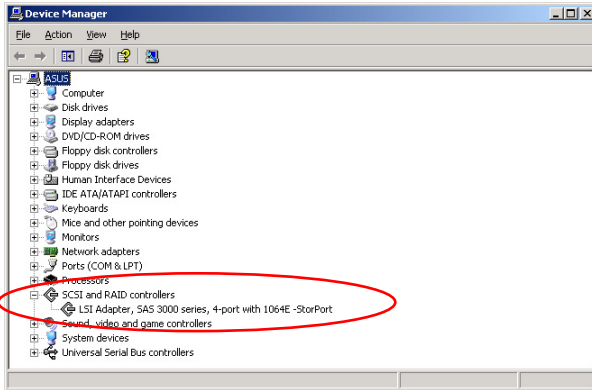 Device Manager
File Action View Help
ASUS
Computer
Disk drives
Display adapters
DVD/CD-ROM drives
Floppy disk controllers
Floppy disk drives
Human Interface Devices
IDE ATA/ATAPI controllers
Keyboards
Mice and other pointing devices
Monitors
Network adapters
Ports (COM & LPT)
Processors
SCSI and RAID controllers
LSI Adapter, SAS 3000 series, 4-port with 1064E -StorPort
Sound, video and game controllers
System devices
Universal Serial Bus controllers